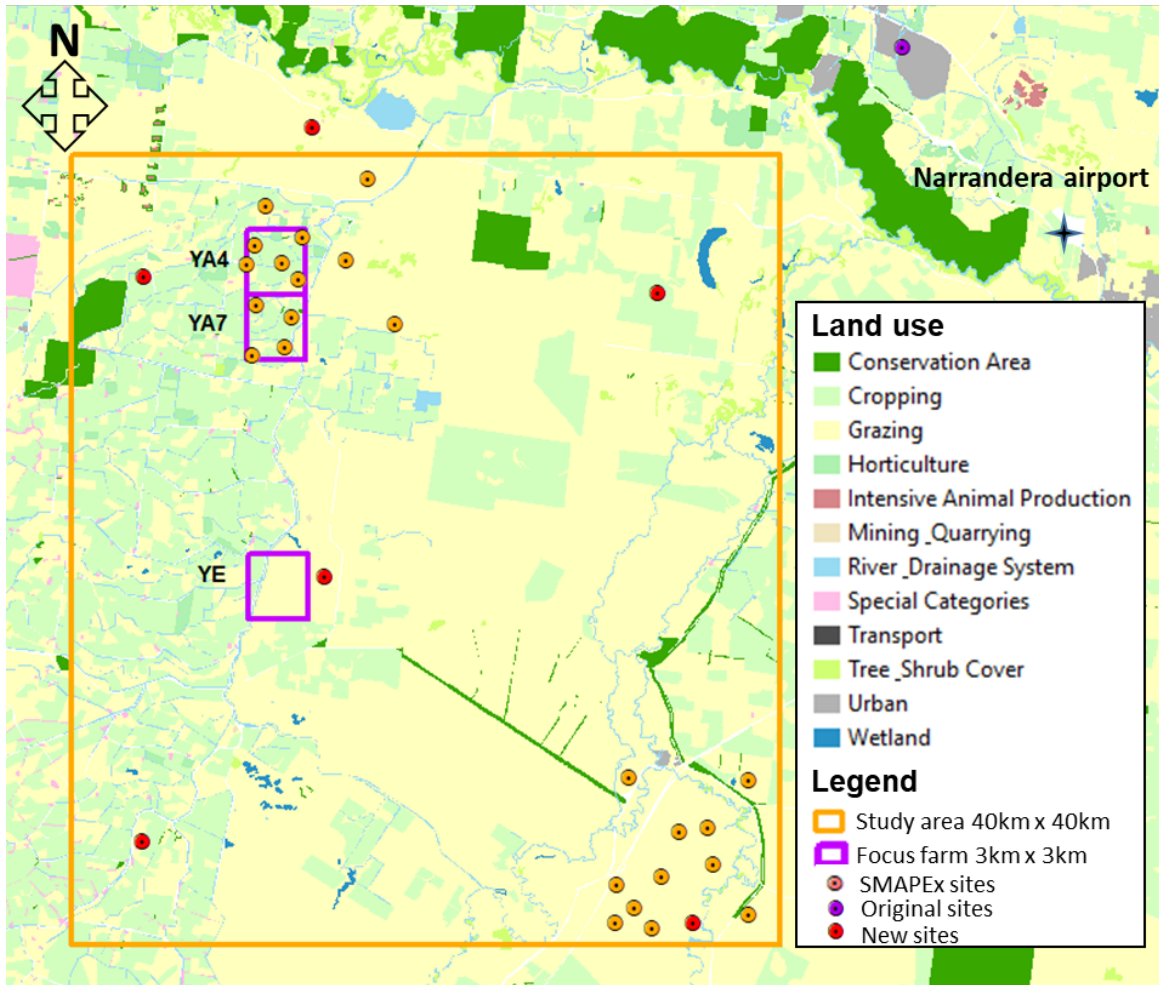 N
Narrandera airport
YA4
YA7
YE
Land use
Conservation Area
Cropping
Grazing
Horticulture
Intensive Animal Production
Mining _Quarrying
River _Drainage System
Special Categories
Transport
Tree _Shrub Cover
Urban
Wetland
Legend
Study area 40km x 40km
Focus farm 3km x 3km
SMAPEx sites
Original sites
New sites